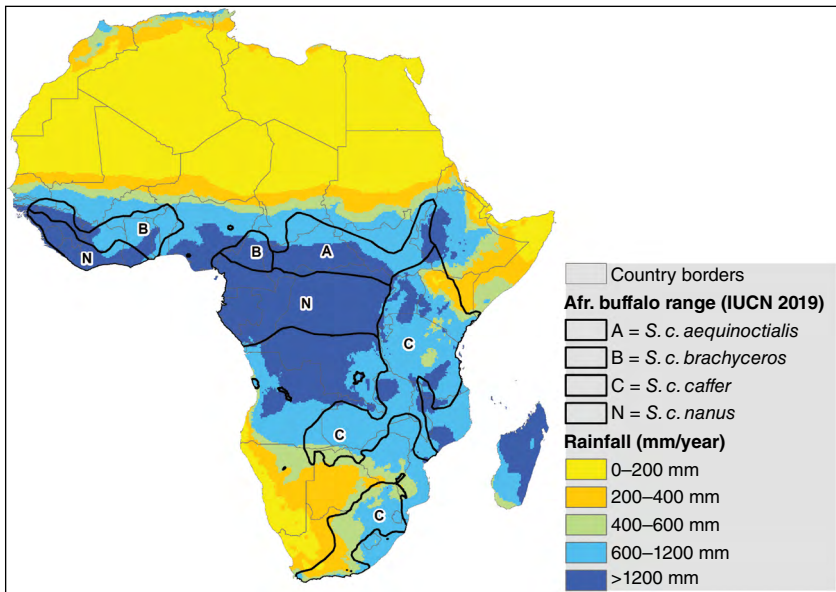 B
N
B
A
N
C
C
C
Country borders
Afr. buffalo range (IUCN 2019)
A = S. c. aequinoctialis
B = S. c. brachyceros
C = S. c. caffer
N = S. c. nanus
Rainfall (mm/year)
0–200 mm
200–400 mm
400–600 mm
600–1200 mm
>1200 mm